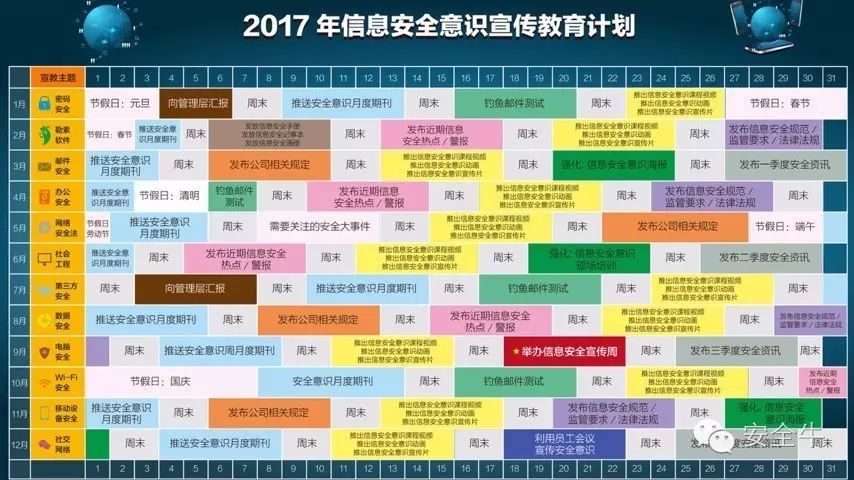 2017 年信息安全意识宣传教育计划
宣教主题 1 2 3 4 5 6 7 8 9 10 11 12 13 14 15 16 17 18 19 20 21 22 23 24 25 26 27 28 29 30 31
1月 密码安全 节假日：元旦 向管理层汇报 周末 推送安全意识月度期刊 周末 钓鱼邮件测试 周末 推出信息安全意识课程视频 推出信息安全意识动画 推出信息安全意识宣传片 节假日：春节
2月 勒索软件 节假日：春节 推送安全意识月度期刊 周末 发放信息安全手册 发放信息安全记事本 发放信息安全画册 周末 发布近期信息安全热点 / 警报 周末 推出信息安全意识课程视频 推出信息安全意识动画 推出信息安全意识宣传片 周末 发布信息安全规范 / 监管要求 / 法律法规
3月 邮件安全 推送安全意识月度期刊 周末 发布公司相关规定 周末 推出信息安全意识课程视频 推出信息安全意识动画 推出信息安全意识宣传片 周末 强化: 信息安全意识海报 周末 发布一季度安全资讯
4月 办公安全 推送安全意识月度期刊 节假日：清明 钓鱼邮件测试 周末 发布近期信息安全热点 / 警报 周末 推出信息安全意识课程视频 推出信息安全意识动画 推出信息安全意识宣传片 周末 发布信息安全规范 / 监管要求 / 法律法规 周末
5月 网络安全法 节假日 劳动节 推送安全意识月度期刊 周末 需要关注的安全大事件 周末 推出信息安全意识课程视频 推出信息安全意识动画 推出信息安全意识宣传片 周末 发布公司相关规定 节假日：端午
6月 社会工程 推送安全意识月度期刊 周末 发布近期信息安全热点 / 警报 周末 推出信息安全意识课程视频 推出信息安全意识动画 推出信息安全意识宣传片 周末 强化: 信息安全意识现场培训 周末 发布二季度安全资讯
7月 第三方安全 周末 向管理层汇报 周末 推送安全意识月度期刊 周末 钓鱼邮件测试 周末 推出信息安全意识课程视频 推出信息安全意识动画 推出信息安全意识宣传片 周末
8月 数据安全 推送安全意识月度期刊 周末 发布公司相关规定 周末 发布近期信息安全热点 / 警报 周末 推出信息安全意识课程视频 推出信息安全意识动画 推出信息安全意识宣传片 周末 发布信息安全规范 / 监管要求 / 法律法规
9月 电脑安全 周末 推送安全意识周月度期刊 周末 推出信息安全意识课程视频 推出信息安全意识动画 推出信息安全意识宣传片 周末 举办信息安全宣传周 周末 发布三季度安全资讯 周末
10月 Wi-Fi安全 节假日：国庆 安全意识月度期刊 周末 钓鱼邮件测试 周末 推出信息安全意识课程视频 推出信息安全意识动画 推出信息安全意识宣传片 周末 发布近期信息安全热点 / 警报
11月 移动设备安全 推送安全意识月度期刊 周末 发布公司相关规定 周末 推出信息安全意识课程视频 推出信息安全意识动画 推出信息安全意识宣传片 周末 发布信息安全规范 / 监管要求 / 法律法规 周末 强化: 信息安全意识海报
12月 社交网络 周末 推送安全意识月度期刊 周末 推出信息安全意识课程视频 推出信息安全意识动画 推出信息安全意识宣传片 周末 利用员工会议宣传安全意识 周末 季度安全资讯 周末
1 2 3 4 5 6 7 8 9 10 11 12 13 14 15 16 17 18 19 20 21 22 23 24 25 26 27 28 29 30 31
安全牛